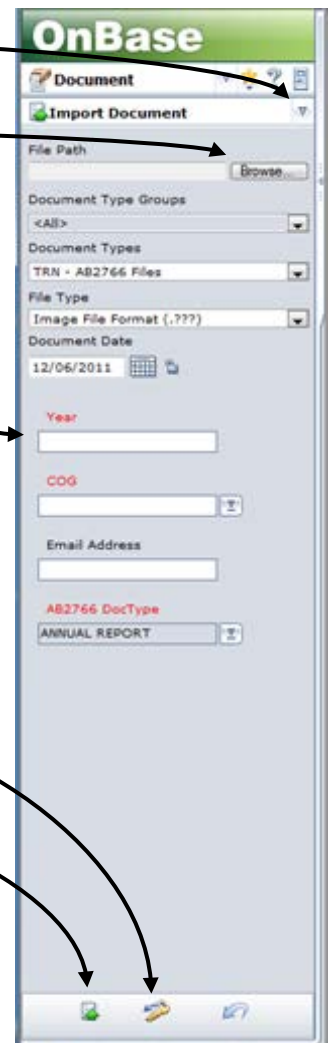 OnBase
Document
Import Document
File Path
Browse...
Document Type Groups
<All>
Document Types
TRN - AB2766 Files
File Type
Image File Format (.???)
Document Date
12/06/2011
Year
COG
Email Address
AB2766 DocType
ANNUAL REPORT